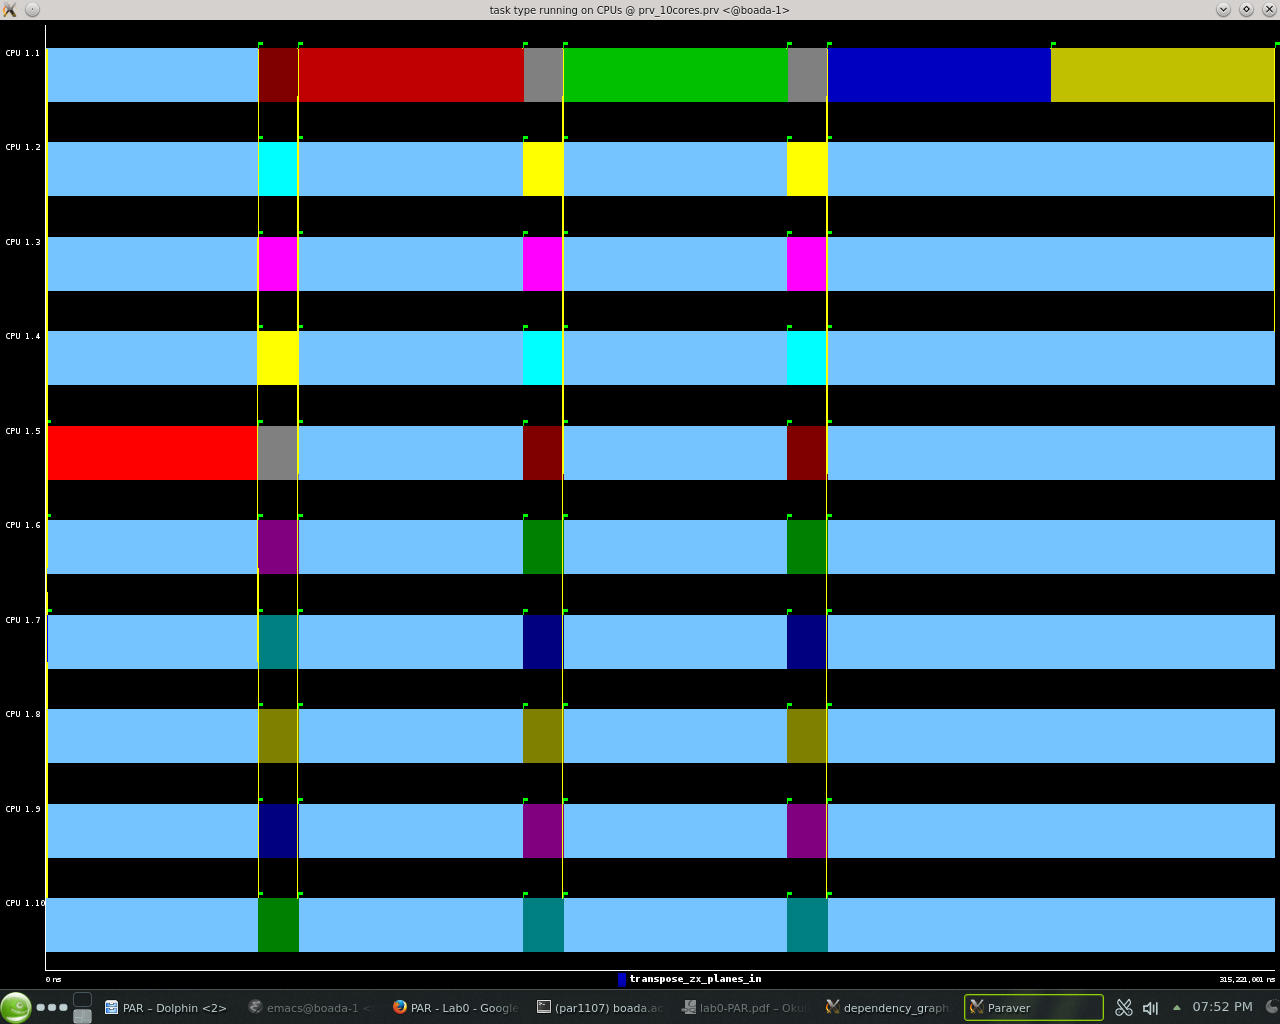 task type running on CPUs @ prv_10cores.prv <@boada-1>
CPU 1.1
CPU 1.2
CPU 1.3
CPU 1.4
CPU 1.5
CPU 1.6
CPU 1.7
CPU 1.8
CPU 1.9
CPU 1.10
0 ns
transpose_zx_planes_in
315,221,001 ns
PAR – Dolphin <2>
emacs@boada-1 <
PAR - Lab0 - Google
(par1107) boada.ac
lab0-PAR.pdf – Oku
dependency_graph
Paraver
07:52 PM